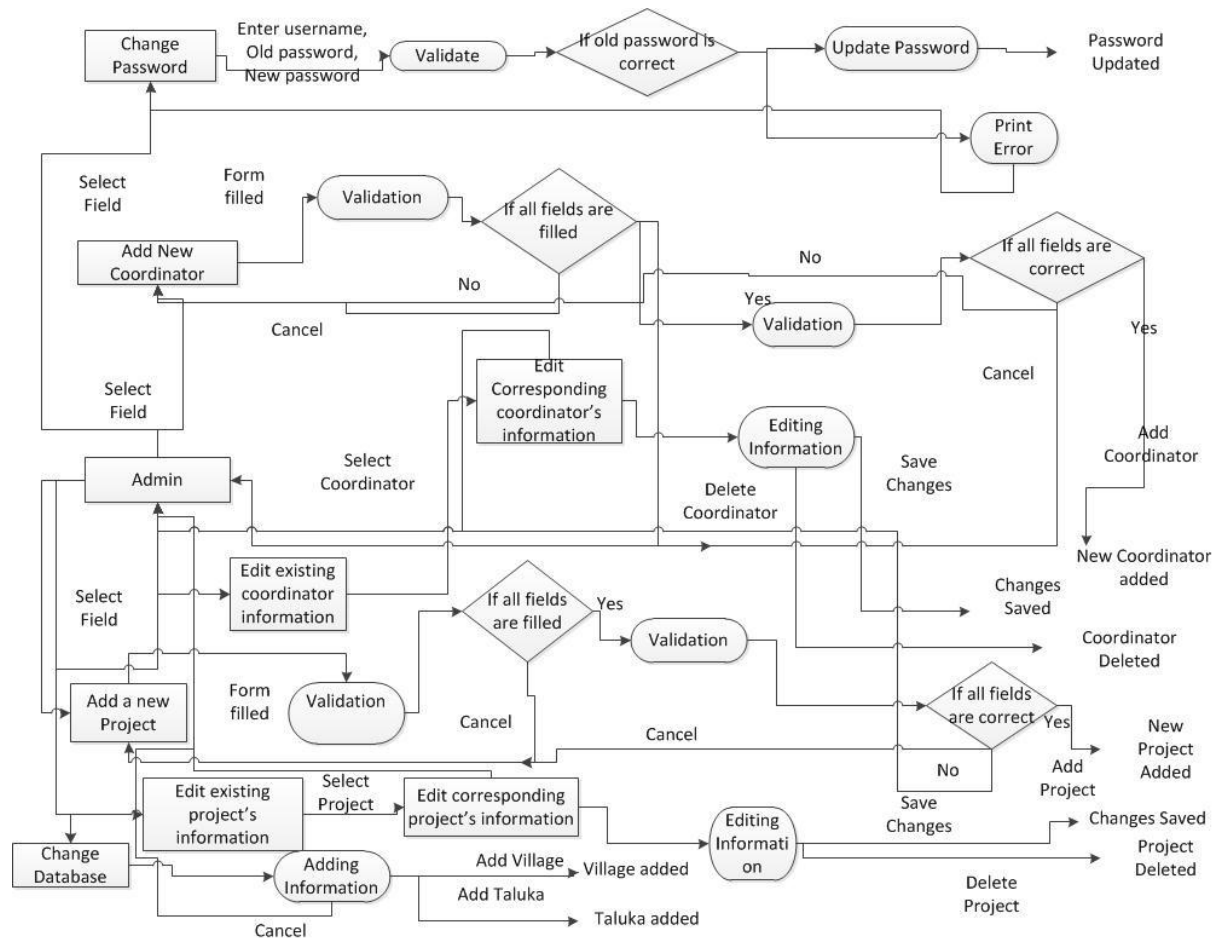 Change
Password
Enter username,
Old password,
New password
Validate
If old password is
correct
Update Password
Password
Updated
Print
Error
Select
Field
Form
filled
Validation
If all fields are
filled
If all fields are
correct
Add New
Coordinator
No
No
Cancel
Yes
Validation
Yes
Select
Field
Edit
Corresponding
coordinator's
information
Cancel
Editing
Information
Add
Coordinator
Select
Coordinator
Save
Changes
Admin
Delete
Coordinator
New Coordinator
added
Edit existing
coordinator
information
Select
Field
If all fields
are filled
Yes
Changes
Saved
Validation
Coordinator
Deleted
Add a new
Project
Form
filled
Validation
If all fields
are correct
Yes
Cancel
Cancel
New
Project
Added
No
Add
Project
Edit existing
project's
information
Select
Project
Edit corresponding
project's information
Save
Changes
Editing
Informati
on
Changes Saved
Project
Deleted
Change
Database
Adding
Information
Add Village
Village added
Add Taluka
Delete
Project
Taluka added
Cancel